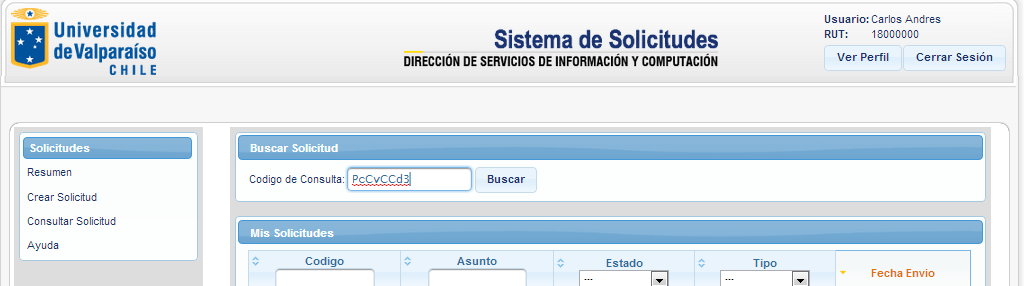 Universidad
de Valparaíso
CHILE
Sistema de Solicitudes
DIRECCIÓN DE SERVICIOS DE INFORMACIÓN Y COMPUTACIÓN
Usuario: Carlos Andres
RUT: 18000000
Ver Perfil Cerrar Sesión
Solicitudes
Resumen
Crear Solicitud
Consultar Solicitud
Ayuda
Buscar Solicitud
Codigo de Consulta: PcCvCCd3 Buscar
Mis Solicitudes
Codigo Asunto Estado Tipo Fecha Envio
--- ---